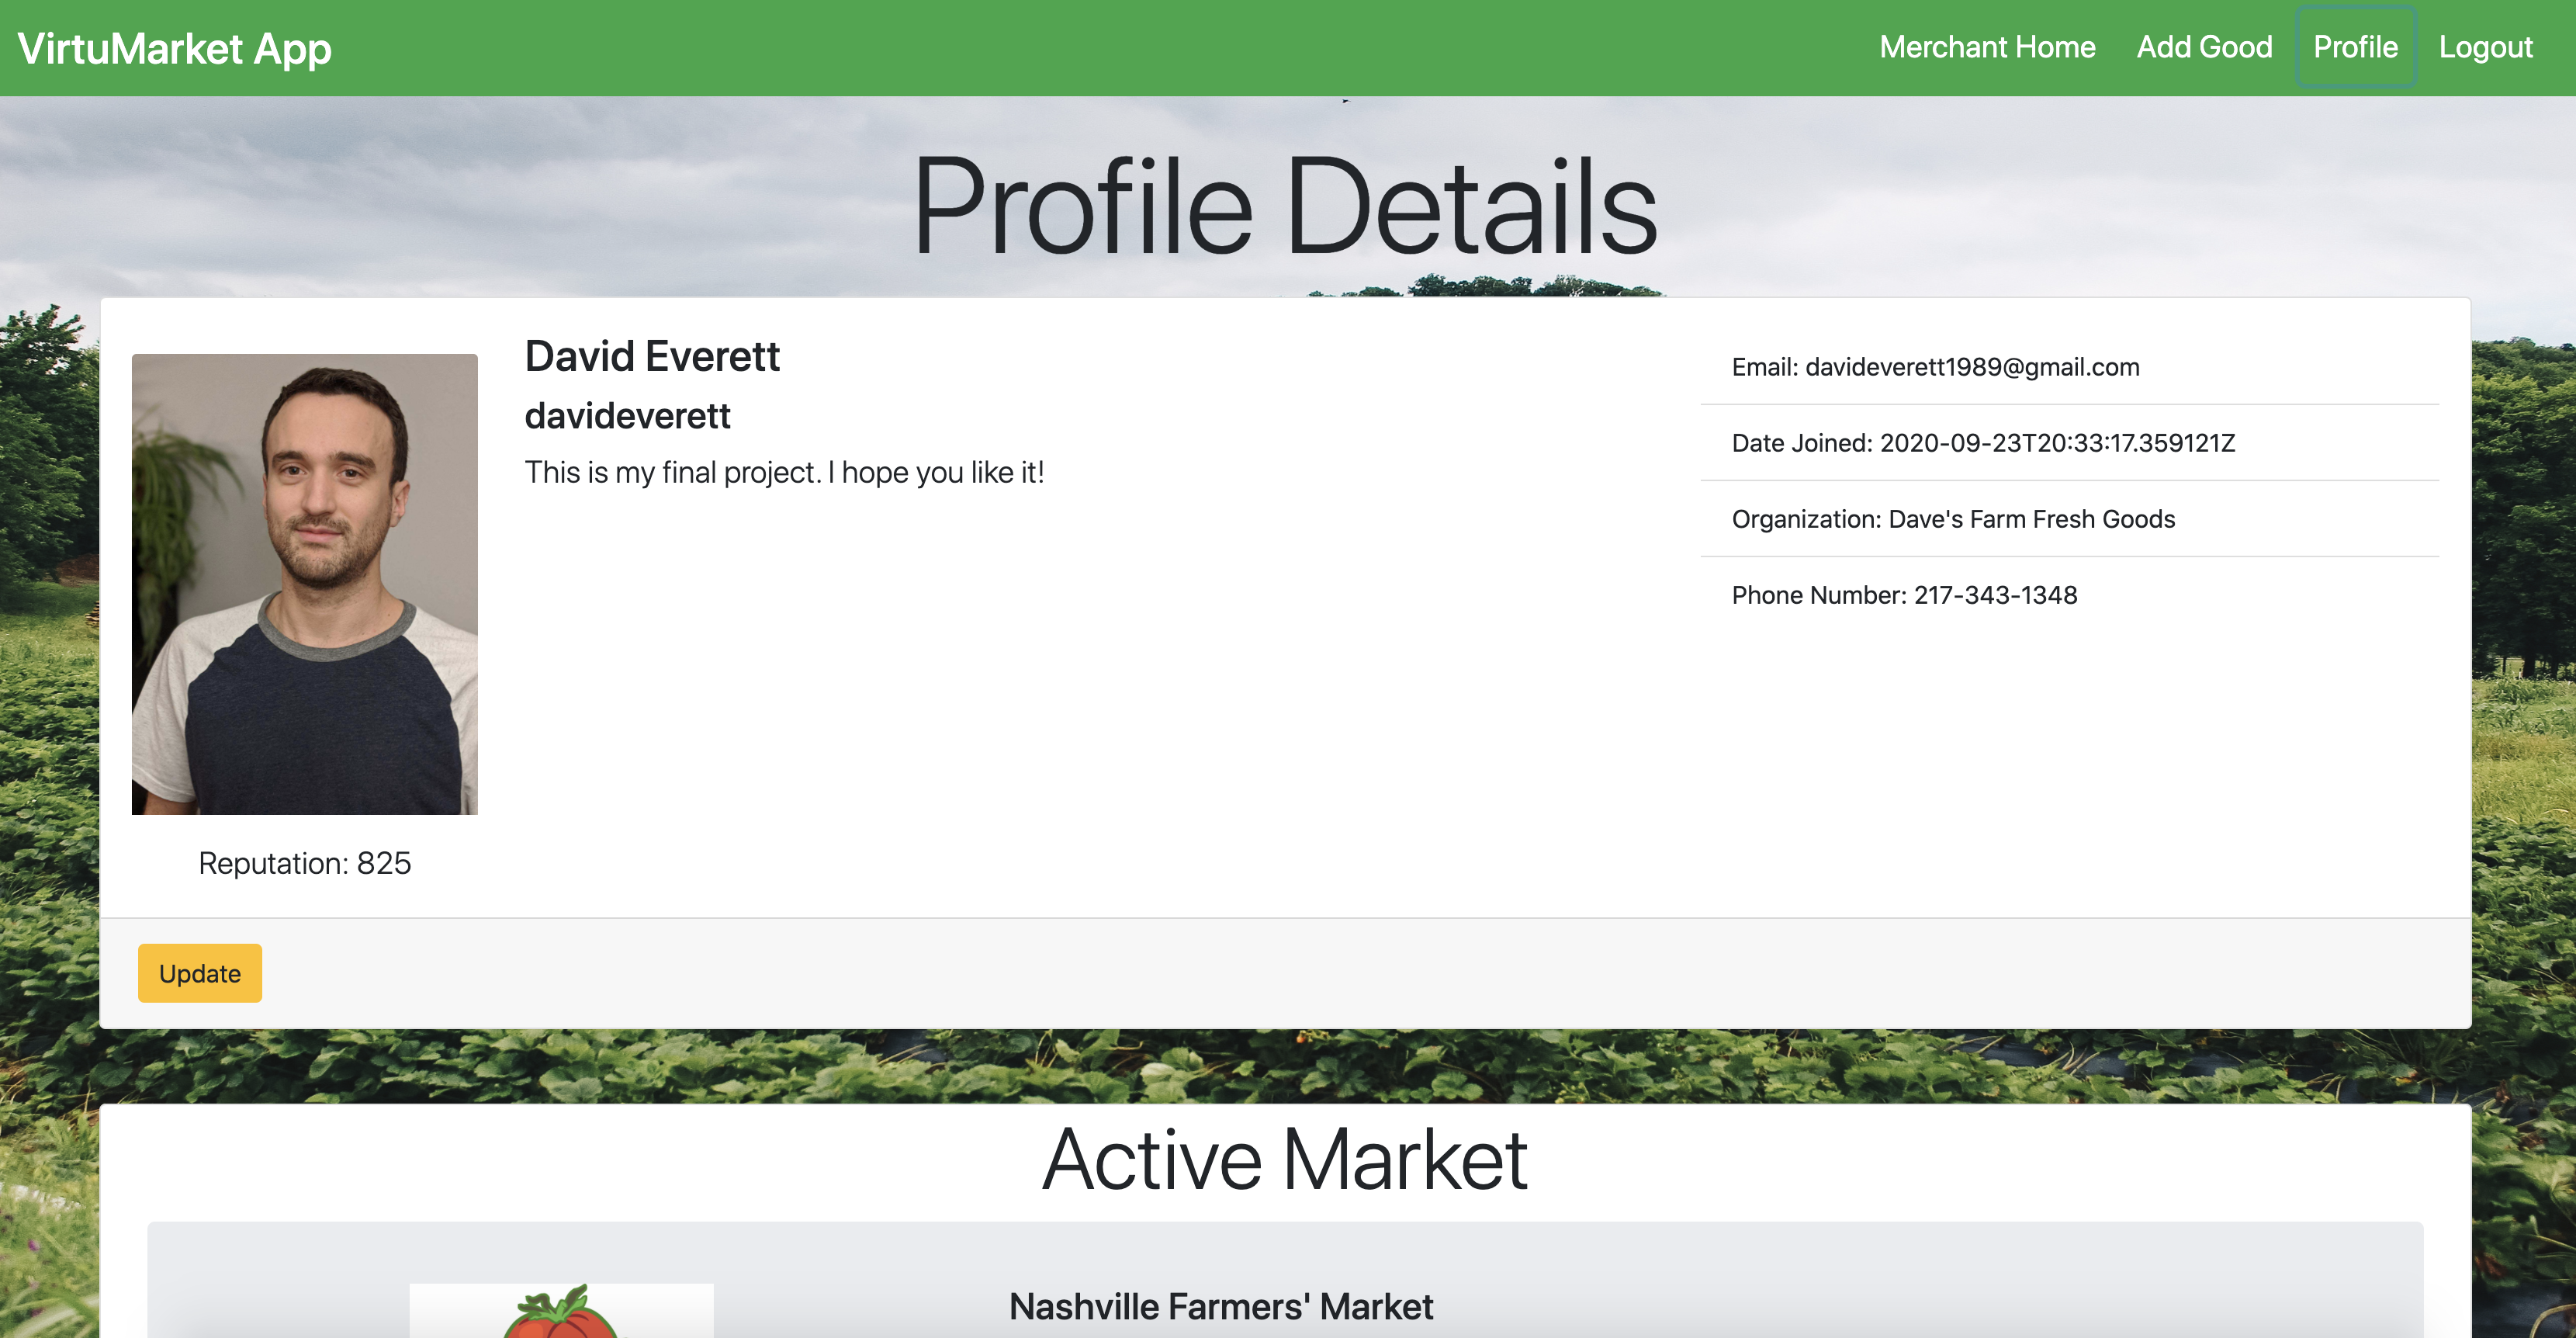 VirtuMarket App
Merchant Home
Add Good
Profile
Logout
Profile Details
David Everett
davideverett
This is my final project. I hope you like it!
Email: davideverett1989@gmail.com
Date Joined: 2020-09-23T20:33:17.359121Z
Organization: Dave's Farm Fresh Goods
Phone Number: 217-343-1348
Reputation: 825
Update
Active Market
Nashville Farmers' Market